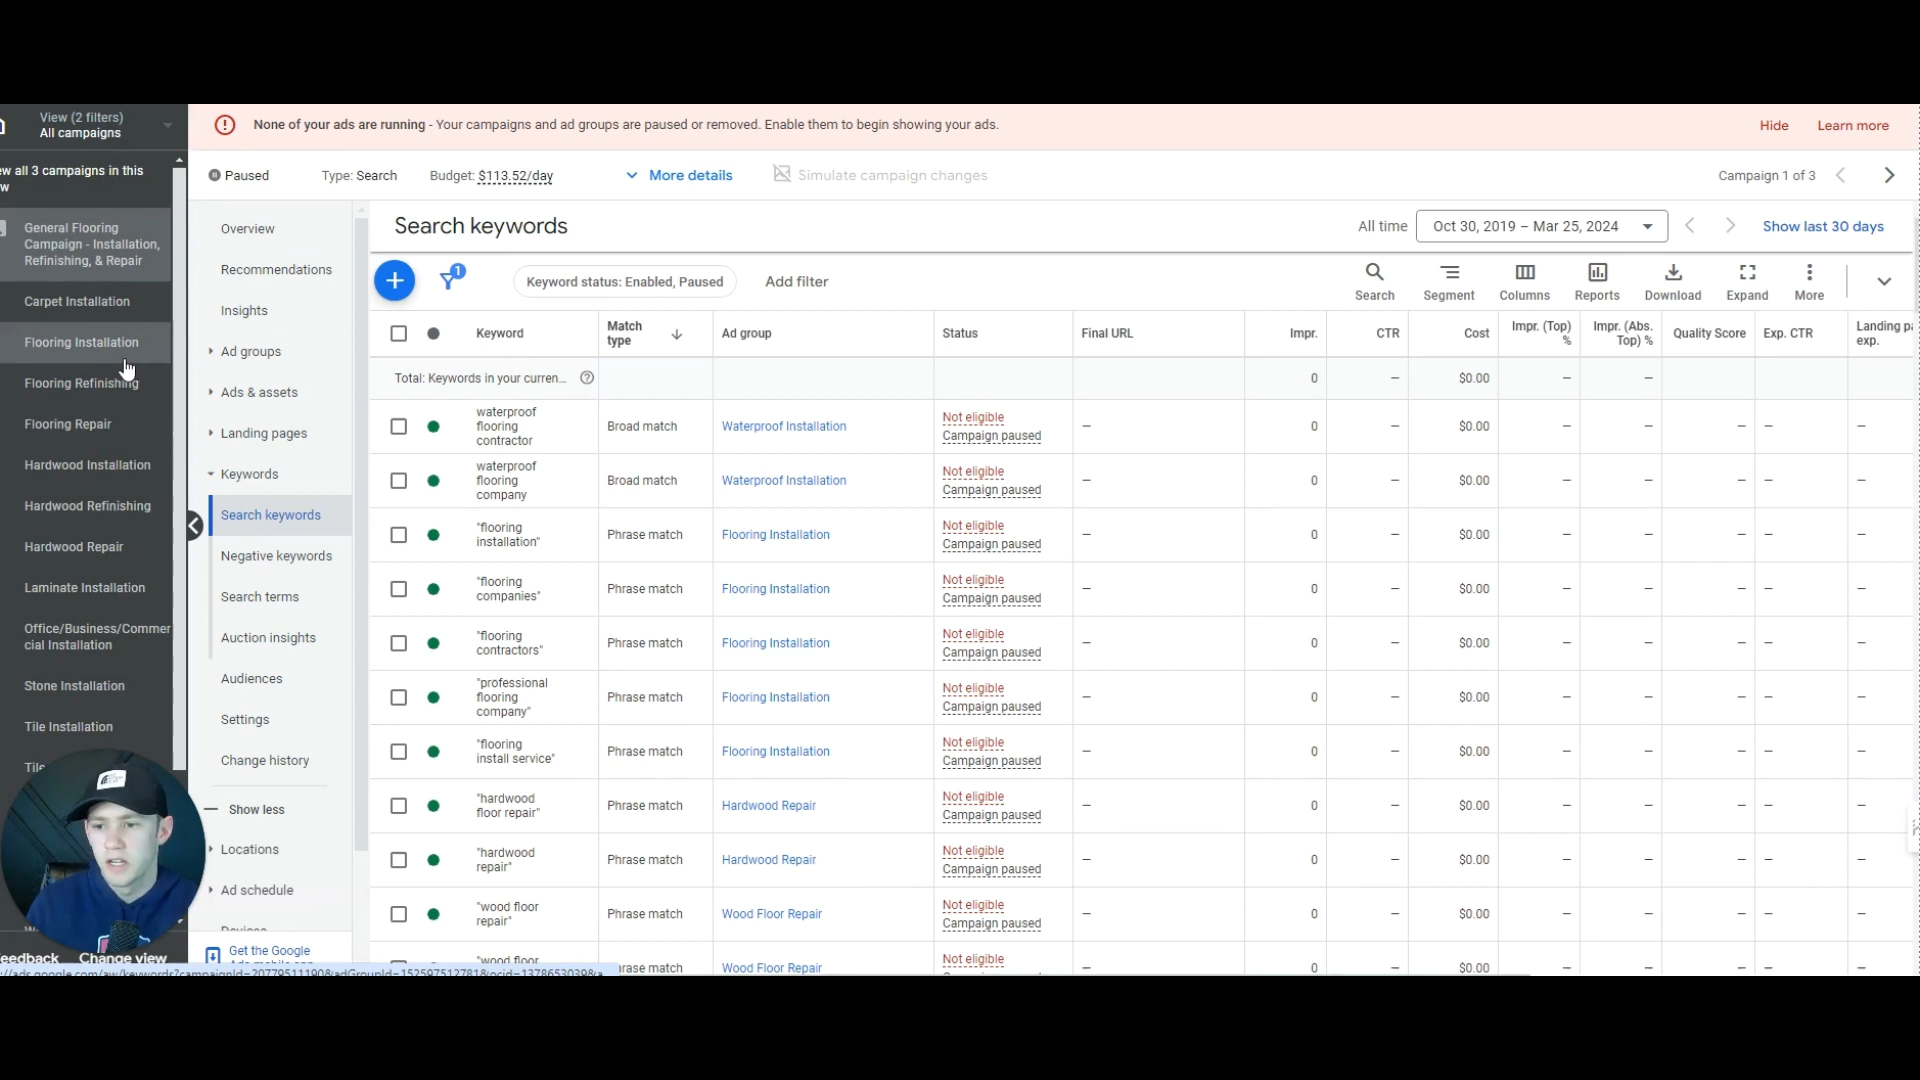 View (2 filters)
All campaigns
None of your ads are running - Your campaigns and ad groups are paused or removed. Enable them to begin showing your ads.
Hide
Learn more
ew all 3 campaigns in this
w
Paused
Type: Search
Budget: $113.52/day
More details
Simulate campaign changes
Campaign 1 of 3
General Flooring
Campaign - Installation,
Refinishing, & Repair
Carpet Installation
Flooring Installation
Flooring Refinishing
Flooring Repair
Hardwood Installation
Hardwood Refinishing
Hardwood Repair
Laminate Installation
Office/Business/Commer
cial Installation
Stone Installation
Tile Installation
Tile
eedback
Change view
Overview
Recommendations
Insights
Ad groups
Ads & assets
Landing pages
Keywords
Search keywords
Negative keywords
Search terms
Auction insights
Audiences
Settings
Change history
Show less
Locations
Ad schedule
Devices
Get the Google
Search keywords
All time
Oct 30, 2019 – Mar 25, 2024
Show last 30 days
1
Keyword status: Enabled, Paused
Add filter
Search
Segment
Columns
Reports
Download
Expand
More
Keyword
Match
type
Ad group
Status
Final URL
Impr.
CTR
Cost
Impr. (Top)
%
Impr. (Abs.
Top) %
Quality Score
Exp. CTR
Landing pa
exp.
Total: Keywords in your curren...
0 – $0.00 – –
waterproof
flooring
contractor
Broad match
Waterproof Installation
Not eligible
Campaign paused
– 0 – $0.00 – – – – –
waterproof
flooring
company
Broad match
Waterproof Installation
Not eligible
Campaign paused
– 0 – $0.00 – – – – –
"flooring
installation"
Phrase match
Flooring Installation
Not eligible
Campaign paused
– 0 – $0.00 – – – – –
"flooring
companies"
Phrase match
Flooring Installation
Not eligible
Campaign paused
– 0 – $0.00 – – – – –
"flooring
contractors"
Phrase match
Flooring Installation
Not eligible
Campaign paused
– 0 – $0.00 – – – – –
"professional
flooring
company"
Phrase match
Flooring Installation
Not eligible
Campaign paused
– 0 – $0.00 – – – – –
"flooring
install service"
Phrase match
Flooring Installation
Not eligible
Campaign paused
– 0 – $0.00 – – – – –
"hardwood
floor repair"
Phrase match
Hardwood Repair
Not eligible
Campaign paused
– 0 – $0.00 – – – – –
"hardwood
repair"
Phrase match
Hardwood Repair
Not eligible
Campaign paused
– 0 – $0.00 – – – – –
"wood floor
repair"
Phrase match
Wood Floor Repair
Not eligible
Campaign paused
– 0 – $0.00 – – – – –
"wood floor
hrase match
Wood Floor Repair
Not eligible
– 0 – $0.00 – – – – –